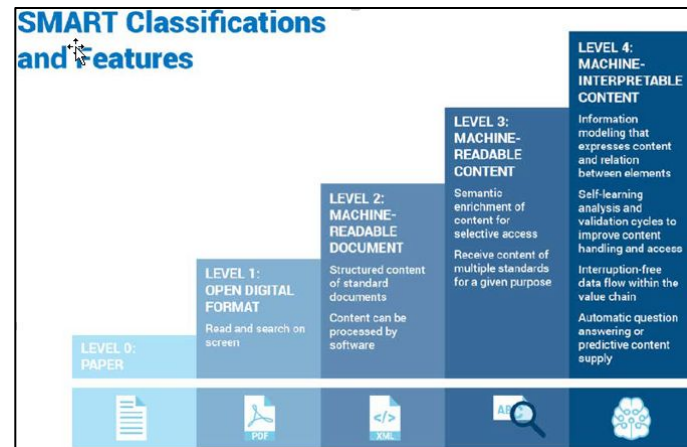 SMART Classifications
and Features
LEVEL 0:
PAPER
LEVEL 1:
OPEN DIGITAL
FORMAT
Read and search on
screen
LEVEL 2:
MACHINE-
READABLE
DOCUMENT
Structured content
of standard
documents
Content can be
processed by
software
LEVEL 3:
MACHINE-
READABLE
CONTENT
Semantic
enrichment of
content for
selective access
Receive content of
multiple standards
for a given purpose
LEVEL 4:
MACHINE-
INTERPRETABLE
CONTENT
Information
modeling that
expresses content
and relation
between elements
Self-learning
analysis and
validation cycles to
improve content
handling and access
Interruption-free
data flow within the
value chain
Automatic question
answering or
predictive content
supply
PDF
</>
XML
ABC